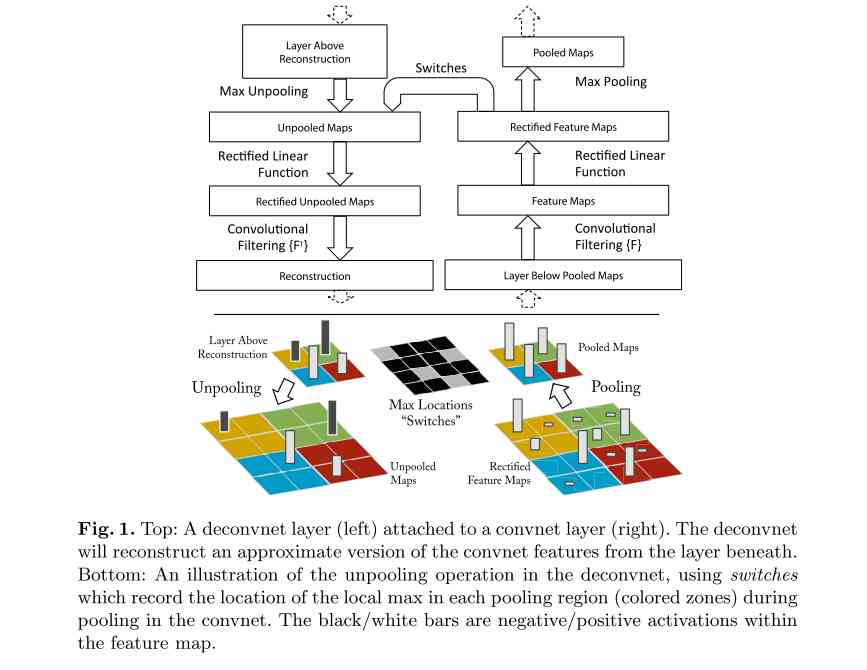 Layer Above
Reconstruction
Pooled Maps
Switches
Max Unpooling
Max Pooling
Unpooled Maps
Rectified Feature Maps
Rectified Linear
Function
Rectified Linear
Function
Rectified Unpooled Maps
Feature Maps
Convolutional
Filtering {F'}
Convolutional
Filtering {F}
Reconstruction
Layer Below Pooled Maps
Layer Above
Reconstruction
Pooled Maps
Unpooling
Max Locations
“Switches”
Pooling
Unpooled
Maps
Rectified
Feature Maps
Fig. 1. Top: A deconvnet layer (left) attached to a convnet layer (right). The deconvnet
will reconstruct an approximate version of the convnet features from the layer beneath.
Bottom: An illustration of the unpooling operation in the deconvnet, using switches
which record the location of the local max in each pooling region (colored zones) during
pooling in the convnet. The black/white bars are negative/positive activations within
the feature map.